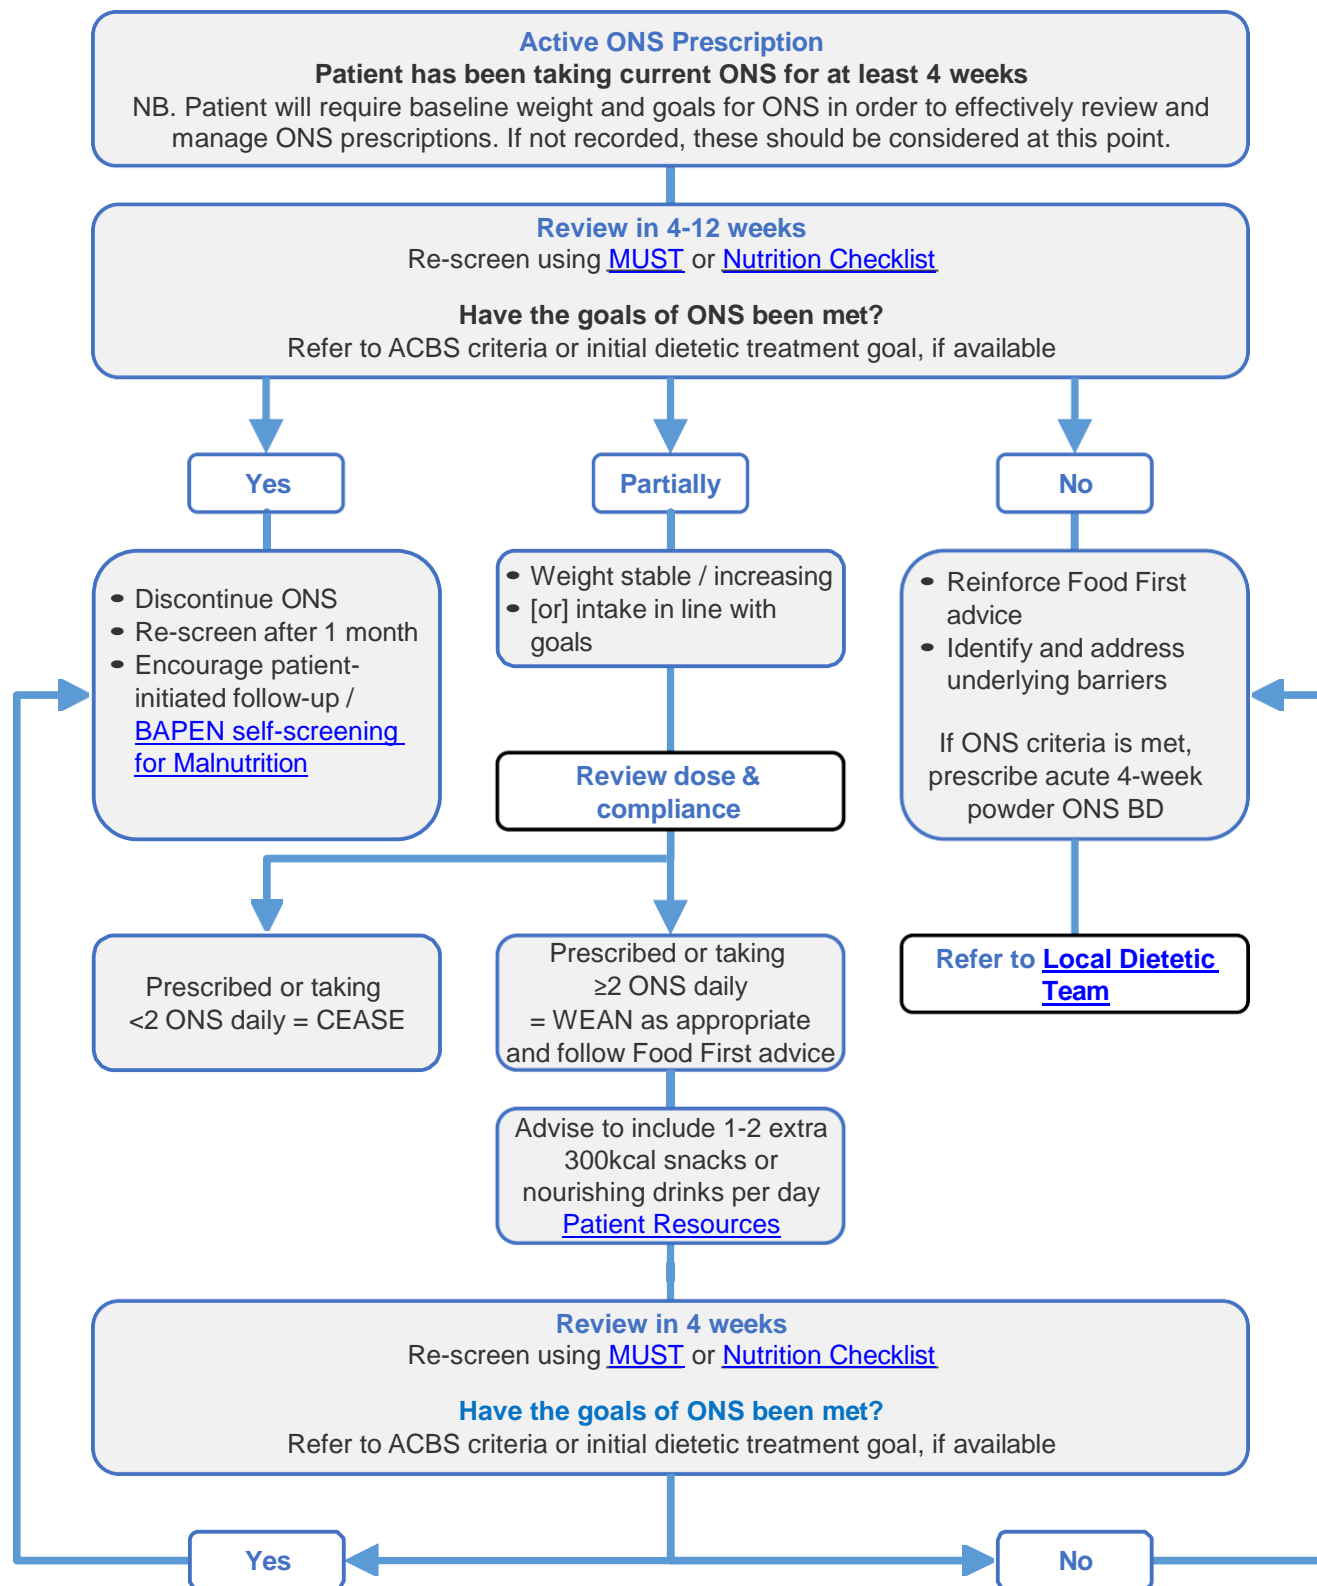 Active ONS Prescription
Patient has been taking current ONS for at least 4 weeks
NB. Patient will require baseline weight and goals for ONS in order to effectively review and
manage ONS prescriptions. If not recorded, these should be considered at this point.
Review in 4-12 weeks
Re-screen using MUST or Nutrition Checklist
Have the goals of ONS been met?
Refer to ACBS criteria or initial dietetic treatment goal, if available
Yes
Partially
No
• Discontinue ONS
• Re-screen after 1 month
• Encourage patient-
initiated follow-up /
BAPEN self-screening
for Malnutrition
• Weight stable / increasing
• [or] intake in line with
goals
• Reinforce Food First
advice
• Identify and address
underlying barriers
If ONS criteria is met,
prescribe acute 4-week
powder ONS BD
Review dose &
compliance
Prescribed or taking
<2 ONS daily = CEASE
Prescribed or taking
≥2 ONS daily
= WEAN as appropriate
and follow Food First advice
Refer to Local Dietetic
Team
Advise to include 1-2 extra
300kcal snacks or
nourishing drinks per day
Patient Resources
Review in 4 weeks
Re-screen using MUST or Nutrition Checklist
Have the goals of ONS been met?
Refer to ACBS criteria or initial dietetic treatment goal, if available
Yes
No